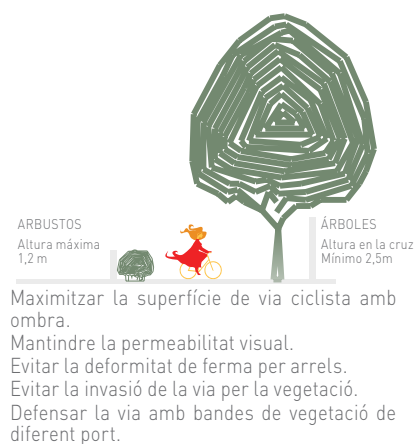 ARBUSTOS
Altura máxima
1,2 m
ÁRBOLES
Altura en la cruz
Mínimo 2,5m
Maximitzar la superfície de via ciclista amb
ombra.
Mantindre la permeabilitat visual.
Evitar la deformitat de ferma per arrels.
Evitar la invasió de la via per la vegetació.
Defensar la via amb bandes de vegetació de
diferent port.